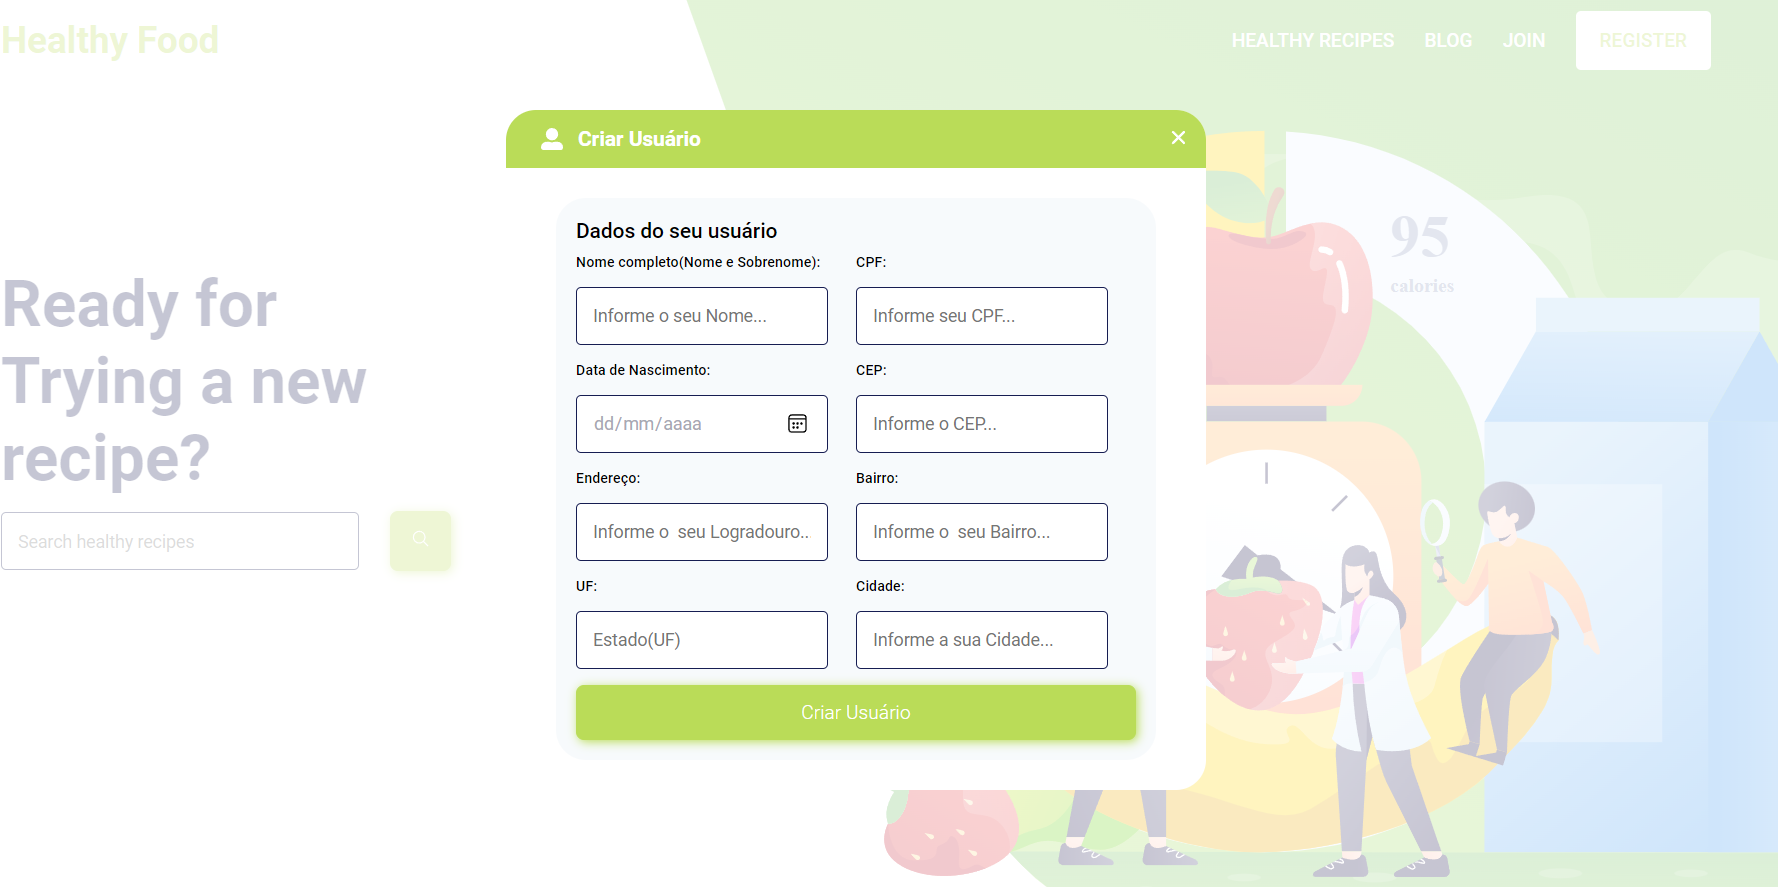 Healthy Food
HEALTHY RECIPES BLOG JOIN REGISTER
Criar Usuário
Dados do seu usuário
Nome completo(Nome e Sobrenome): CPF:
Informe o seu Nome... Informe seu CPF...
Data de Nascimento: CEP:
dd/mm/aaaa Informe o CEP...
Endereço: Bairro:
Informe o  seu Logradouro.. Informe o  seu Bairro...
UF: Cidade:
Estado(UF) Informe a sua Cidade...
Criar Usuário
Ready for
Trying a new
recipe?
Search healthy recipes
95
calories